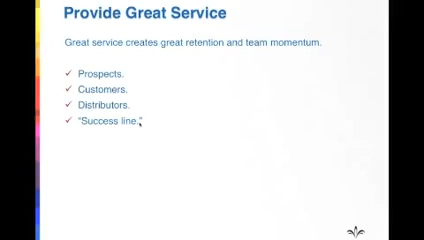 Provide Great Service
Great service creates great retention and team momentum.
Prospects.
Customers.
Distributors.
"Success line."